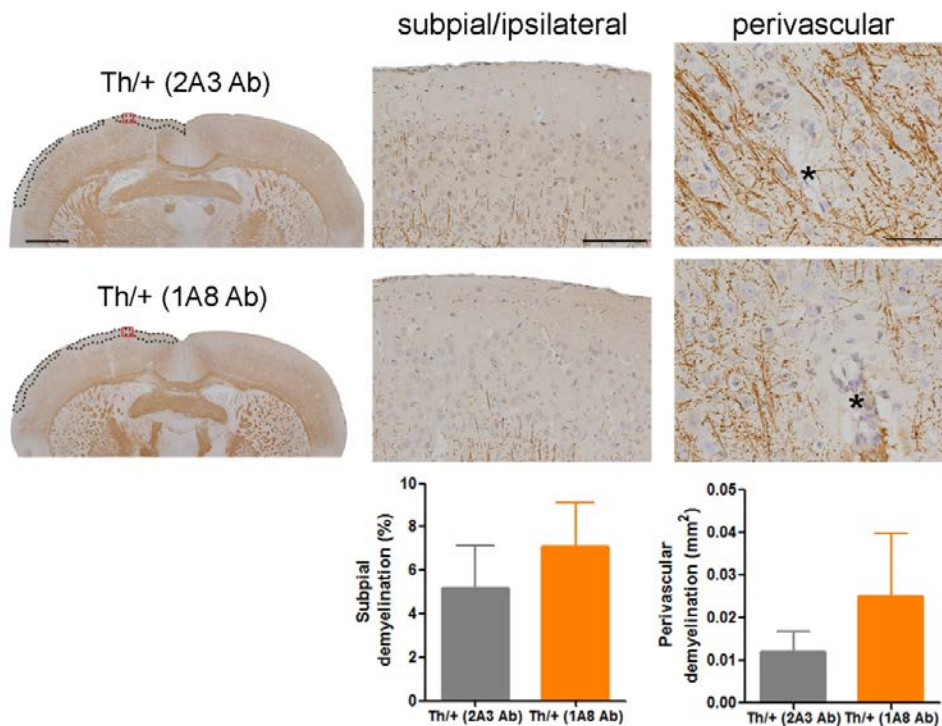 subpial/ipsilateral
perivascular
Th/+ (2A3 Ab)
*
Th/+ (1A8 Ab)
*
Subpial
demyelination (%)
10
8
6
4
2
0
Th/+ (2A3 Ab) Th/+ (1A8 Ab)
Perivascular
demyelination (mm²)
0.05
0.04
0.03
0.02
0.01
0.00
Th/+ (2A3 Ab) Th/+ (1A8 Ab)